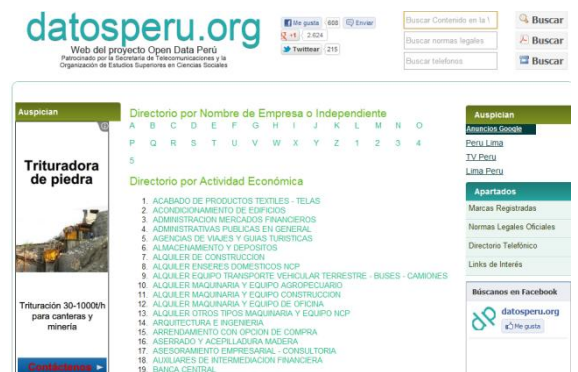 datosperu.org
Web del proyecto Open Data Perú
Patrocinado por la Secretaría de Telecomunicaciones y la
Organización de Estudios Superiores en Ciencias Sociales
Me gusta 688 Enviar
+1 2.624
Twittear 215
Buscar Contenido en la Buscar
Buscar normas legales Buscar
Buscar telefonos Buscar
Auspician
Trituradora
de piedra
Trituración 30-1000t/h
para canteras y
minería
Contáctenos
Directorio por Nombre de Empresa o Independiente
A B C D E F G H I J K L M N O
P Q R S T U V W X Y Z 1 2 3 4
5
Directorio por Actividad Económica
1. ACABADO DE PRODUCTOS TEXTILES - TELAS
2. ACONDICIONAMIENTO DE EDIFICIOS
3. ADMINISTRACION MERCADOS FINANCIEROS
4. ADMINISTRATIVAS PUBLICAS EN GENERAL
5. AGENCIAS DE VIAJES Y GUIAS TURISTICAS
6. ALMACENAMIENTO Y DEPOSITOS
7. ALQUILER DE CONSTRUCCION
8. ALQUILER ENSERES DOMESTICOS NCP
9. ALQUILER EQUIPO TRANSPORTE VEHICULAR TERRESTRE - BUSES - CAMIONES
10. ALQUILER MAQUINARIA Y EQUIPO AGROPECUARIO
11. ALQUILER MAQUINARIA Y EQUIPO CONSTRUCCION
12. ALQUILER MAQUINARIA Y EQUIPO DE OFICINA
13. ALQUILER OTROS TIPOS MAQUINARIA Y EQUIPO NCP
14. ARQUITECTURA E INGENIERIA
15. ARRENDAMIENTO CON OPCION DE COMPRA
16. ASERRADO Y ACEPILLADURA MADERA
17. ASESORAMIENTO EMPRESARIAL - CONSULTORIA
18. AUXILIARES DE INTERMEDIACION FINANCIERA
19. BANCA CENTRAL
Auspician
Anuncios Google
Peru Lima
TV Peru
Lima Peru
Apartados
Marcas Registradas
Normas Legales Oficiales
Directorio Telefónico
Links de Interés
Búscanos en Facebook
datosperu.org
Me gusta